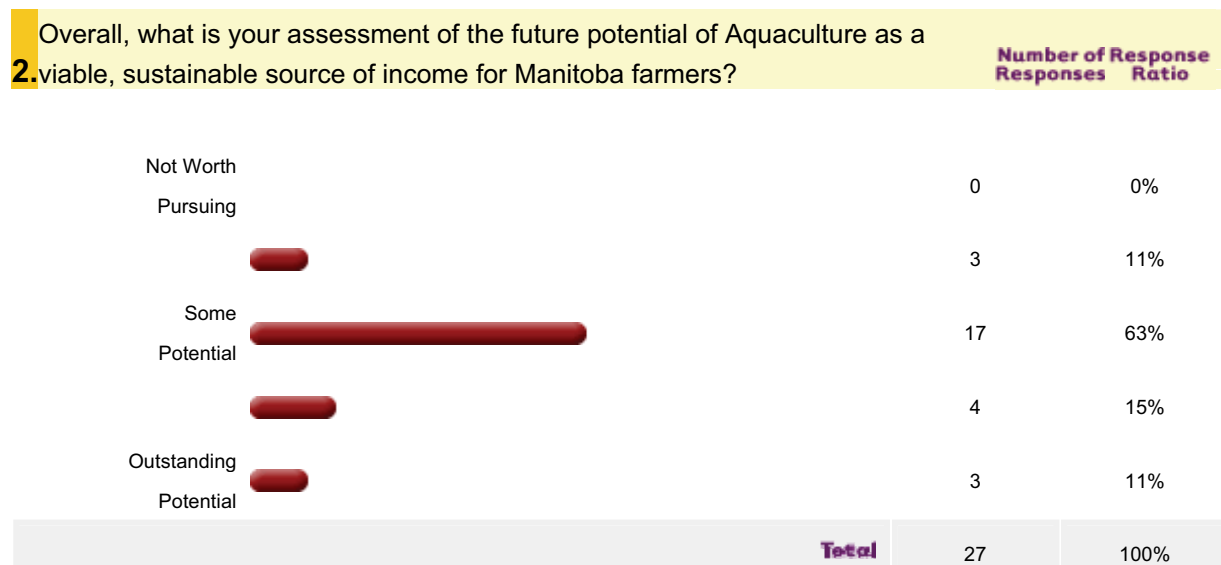 Overall, what is your assessment of the future potential of Aquaculture as a
2. viable, sustainable source of income for Manitoba farmers?
Number of Response
Responses Ratio
Not Worth
Pursuing
0 0%
3 11%
Some
Potential
17 63%
4 15%
Outstanding
Potential
3 11%
Total 27 100%